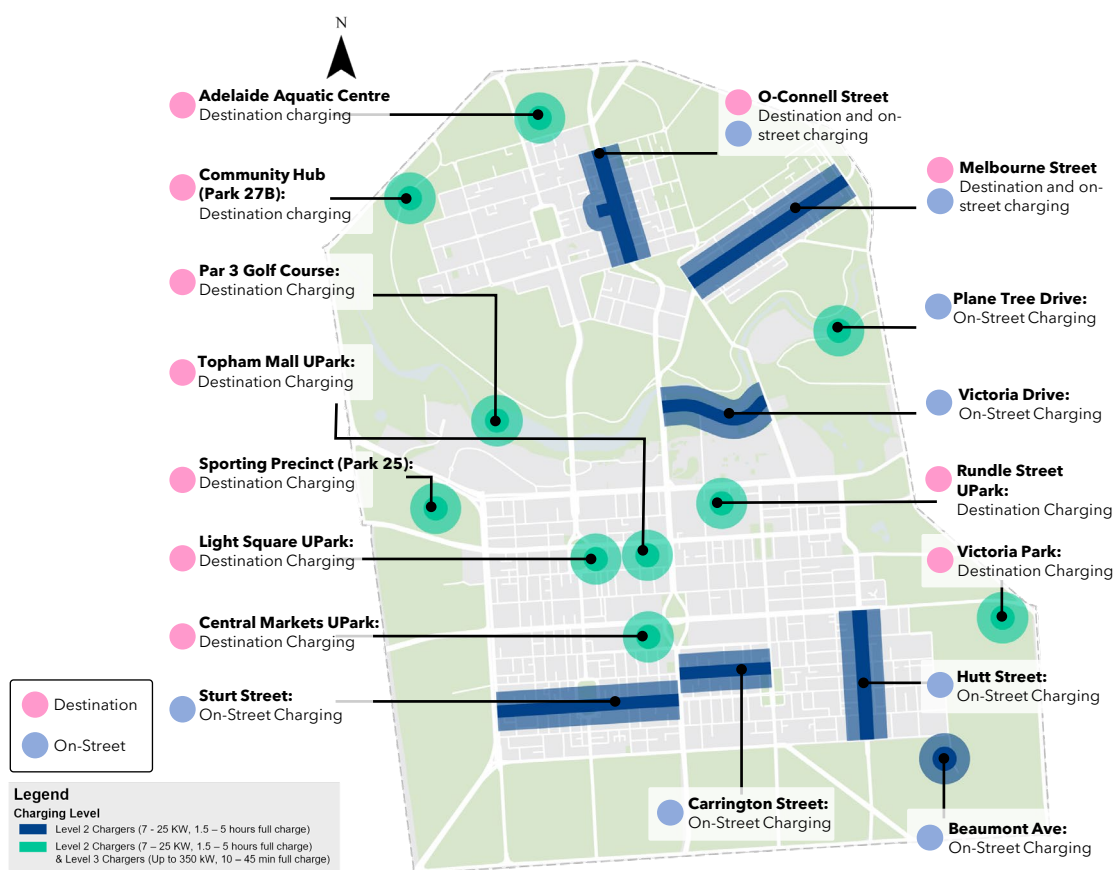 N
Adelaide Aquatic Centre
Destination charging
Community Hub
(Park 27B):
Destination charging
Par 3 Golf Course:
Destination Charging
Topham Mall UPark:
Destination Charging
Sporting Precinct (Park 25):
Destination Charging
Light Square UPark:
Destination Charging
Central Markets UPark:
Destination Charging
Sturt Street:
On-Street Charging
O-Connell Street
Destination and on-
street charging
Melbourne Street
Destination and on-
street charging
Plane Tree Drive:
On-Street Charging
Victoria Drive:
On-Street Charging
Rundle Street
UPark:
Destination Charging
Victoria Park:
Destination Charging
Hutt Street:
On-Street Charging
Carrington Street:
On-Street Charging
Beaumont Ave:
On-Street Charging
Destination
On-Street
Legend
Charging Level
Level 2 Chargers (7 - 25 KW, 1.5 – 5 hours full charge)
Level 2 Chargers (7 – 25 KW, 1.5 – 5 hours full charge)
& Level 3 Chargers (Up to 350 kW, 10 – 45 min full charge)